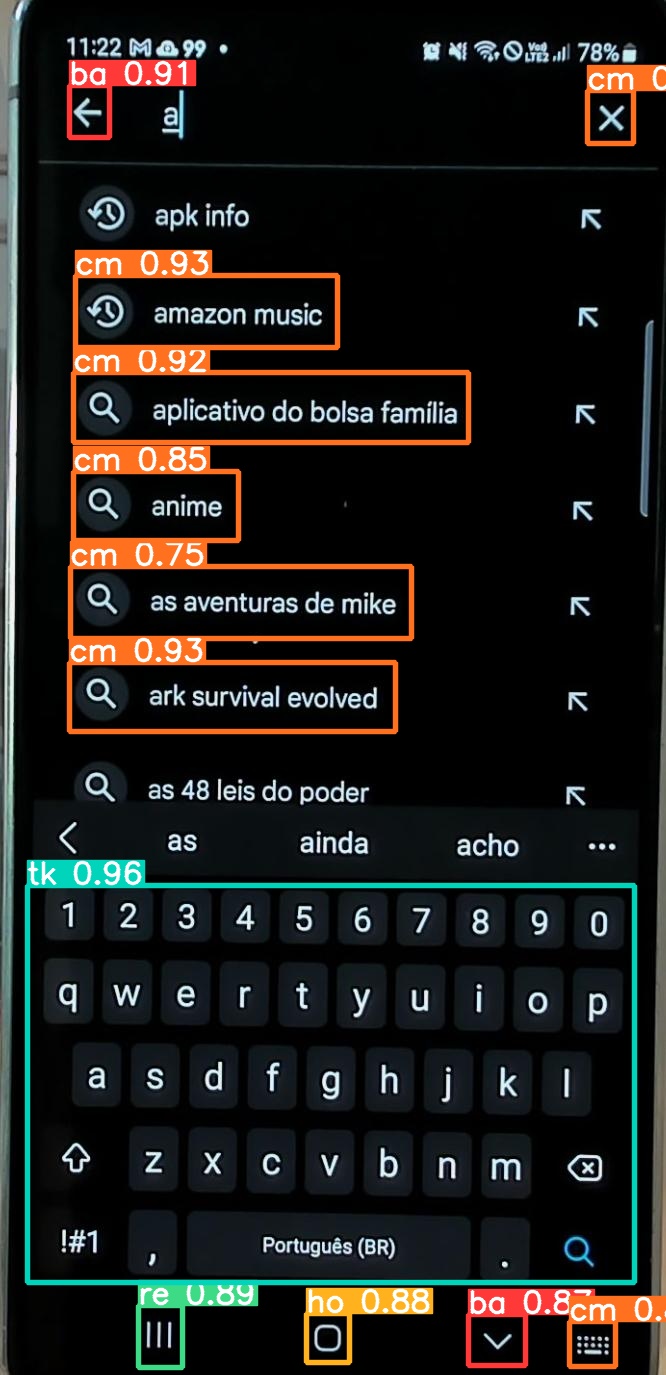 11:22 99 Vo) LTE2 78%
ba 0.91
a
cm 0
apk info
cm 0.93
amazon music
cm 0.92
aplicativo do bolsa família
cm 0.85
anime
cm 0.75
as aventuras de mike
cm 0.93
ark survival evolved
as 48 leis do poder
as ainda acho
tk 0.96
1 2 3 4 5 6 7 8 9 0
q w e r t y u i o p
a s d f g h j k l
z x c v b n m
!#1 , Português (BR) .
re 0.89 ho 0.88 ba 0.87 cm 0.